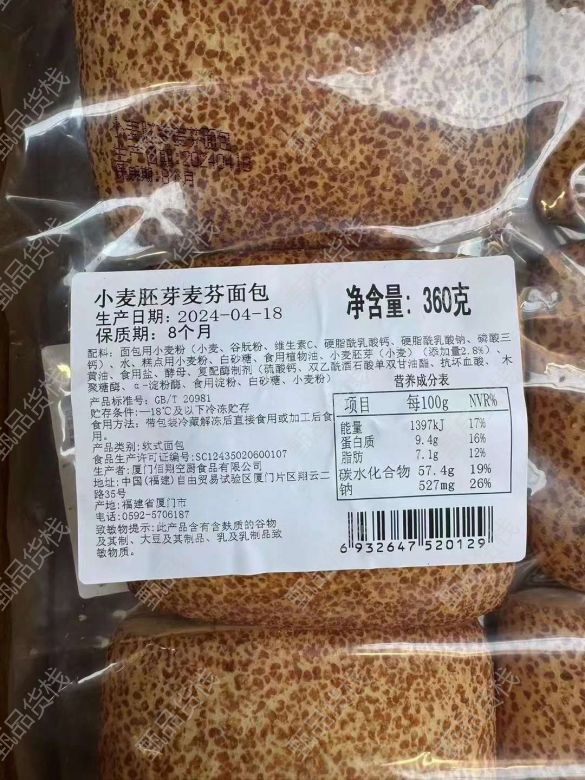 生产日期:20240418
保质期:8个月
小麦胚芽麦芬面包
净含量: 360克
生产日期: 2024-04-18
保质期: 8个月
配料: 面包用小麦粉 (小麦、谷朊粉、维生素C、硬脂酰乳酸钙、硬脂酰乳酸钠、磷酸三
钙)、水、糕点用小麦粉、白砂糖、食用植物油、小麦胚芽(小麦)(添加量2.8%)、
黄油、食用盐、酵母、复配酶制剂(硫酸钙、双乙酰酒石酸单双甘油酯、抗坏血酸、木
聚糖酶、α-淀粉酶、食用淀粉、白砂糖、小麦粉)
产品标准号: GB/T 20981
贮存条件:—18℃及以下冷冻贮存
食用方法: 带包装冷藏解冻后直接食用或加工后食
用。
产品类别: 软式面包
食品生产许可证编号:SC12435020600107
生产者: 厦门佰翔空厨食品有限公司
地址: 中国(福建)自由贸易试验区厦门片区翔云二
路35号
产地: 福建省厦门市
电话: 0592-5706187
致敏物提示: 此产品含有含麸质的谷物
及其制、大豆及其制品、乳及乳制品致
敏物质。
营养成分表
项目 每100g NVR%
能量 1397kJ 17%
蛋白质 9.4g 16%
脂肪 7.1g 12%
碳水化合物 57.4g 19%
钠 527mg 26%
6 932647 520129
甄品货栈